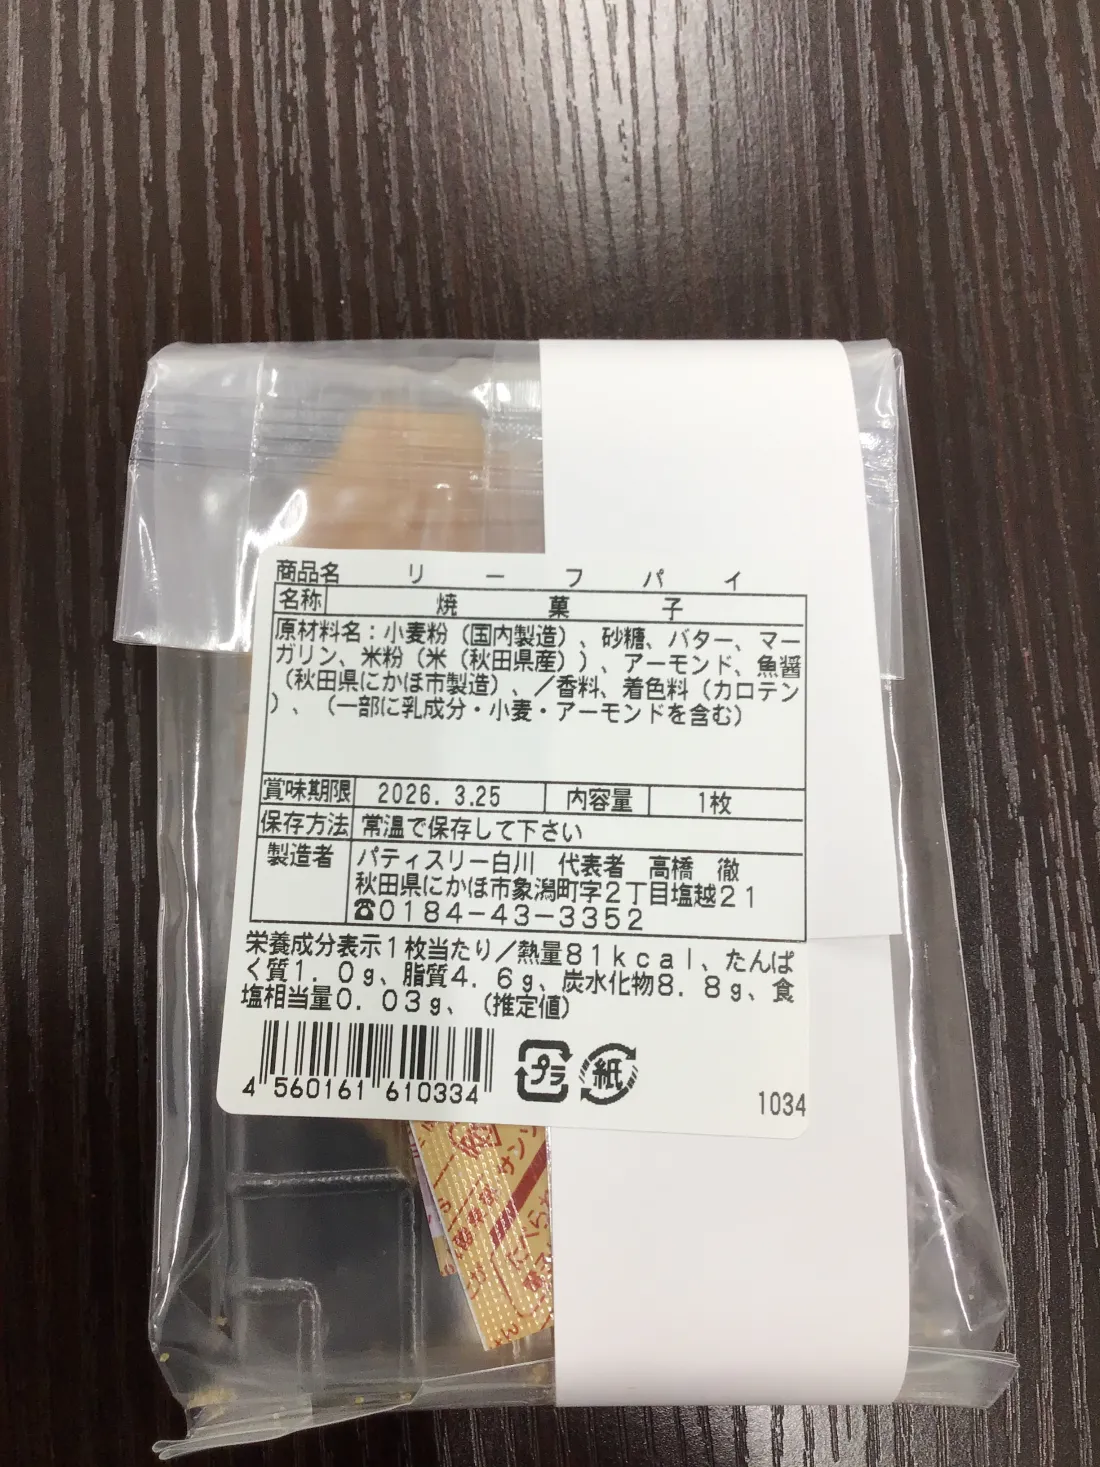 商品名 リーフパイ
名称 焼菓子
原材料名：小麦粉（国内製造）、砂糖、バター、マー
ガリン、米粉（米（秋田県産））、アーモンド、魚醤
（秋田県にかほ市製造）、／香料、着色料（カロテン
）、（一部に乳成分・小麦・アーモンドを含む）
賞味期限 2026. 3.25 内容量 1枚
保存方法 常温で保存して下さい
製造者 パティスリー白川 代表者 高橋 徹
秋田県にかほ市象潟町字2丁目塩越21
☎0184-43-3352
栄養成分表示1枚当たり／熱量81kcal、たんぱ
く質1.0g、脂質4.6g、炭水化物8.8g、食
塩相当量0.03g、（推定値）
4 560161 610334
プラ 紙
1034